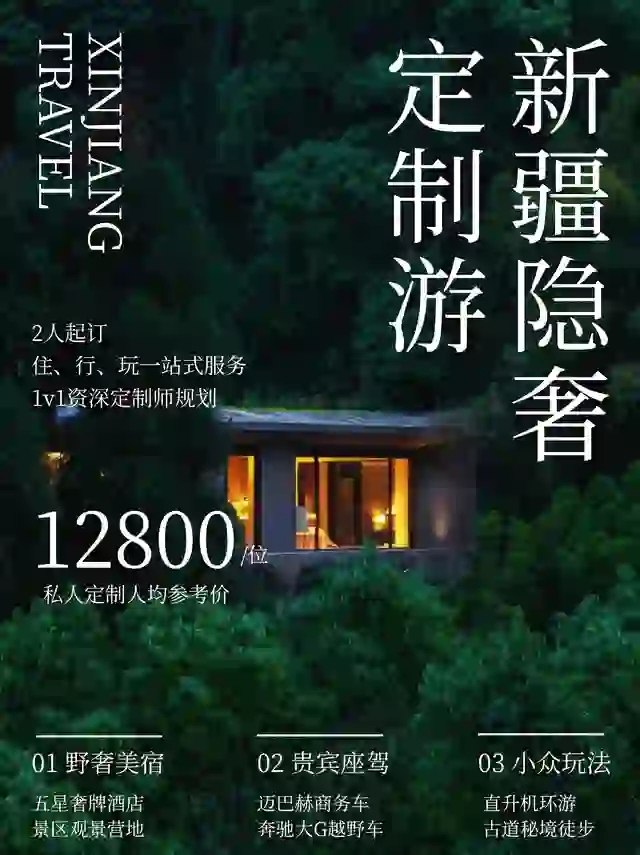 新疆隐奢
定制游
XINJIANG
TRAVEL
2人起订
住、行、玩一站式服务
1v1资深定制师规划
12800/位
私人定制人均参考价
01 野奢美宿
五星奢牌酒店
景区观景营地
02 贵宾座驾
迈巴赫商务车
奔驰大G越野车
03 小众玩法
直升机环游
古道秘境徒步